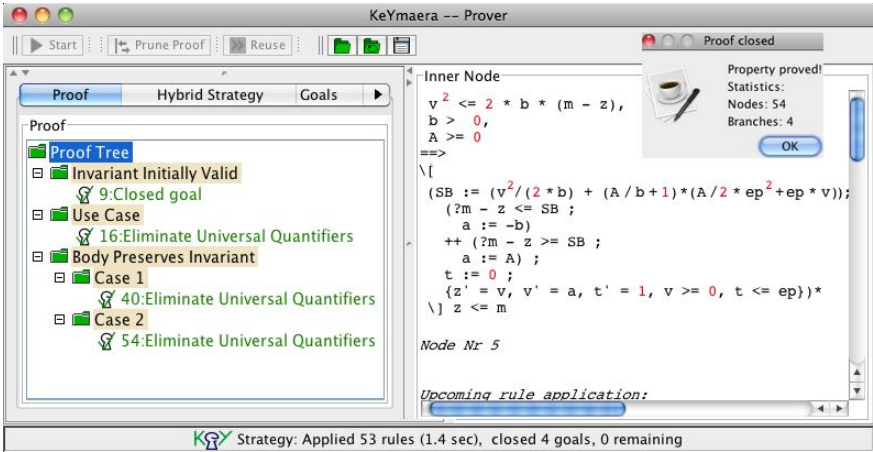 KeYmaera -- Prover
Start
Prune Proof
Reuse
Proof closed
Property proved!
Statistics:
Nodes: 54
Branches: 4
OK
Proof
Hybrid Strategy
Goals
Proof
Proof Tree
Invariant Initially Valid
9:Closed goal
Use Case
16:Eliminate Universal Quantifiers
Body Preserves Invariant
Case 1
40:Eliminate Universal Quantifiers
Case 2
54:Eliminate Universal Quantifiers
Inner Node
v² <= 2 * b * (m - z),
b > 0,
A >= 0
==>
\[
(SB := (v²/(2 * b) + (A / b + 1) * (A / 2 * ep² + ep * v));
(?m - z <= SB ;
a := -b)
++ (?m - z >= SB ;
a := A) ;
t := 0 ;
{z' = v, v' = a, t' = 1, v >= 0, t <= ep})*
\] z <= m
Node Nr 5
Upcoming rule application:
KeY Strategy: Applied 53 rules (1.4 sec), closed 4 goals, 0 remaining